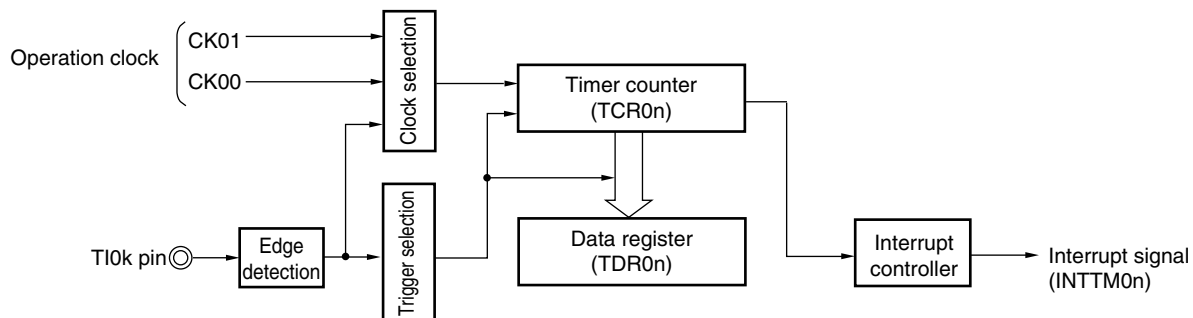 Operation clock
CK01
CK00
Clock selection
Timer counter
(TCR0n)
TI0k pin
Edge
detection
Trigger selection
Data register
(TDR0n)
Interrupt
controller
Interrupt signal
(INTTM0n)